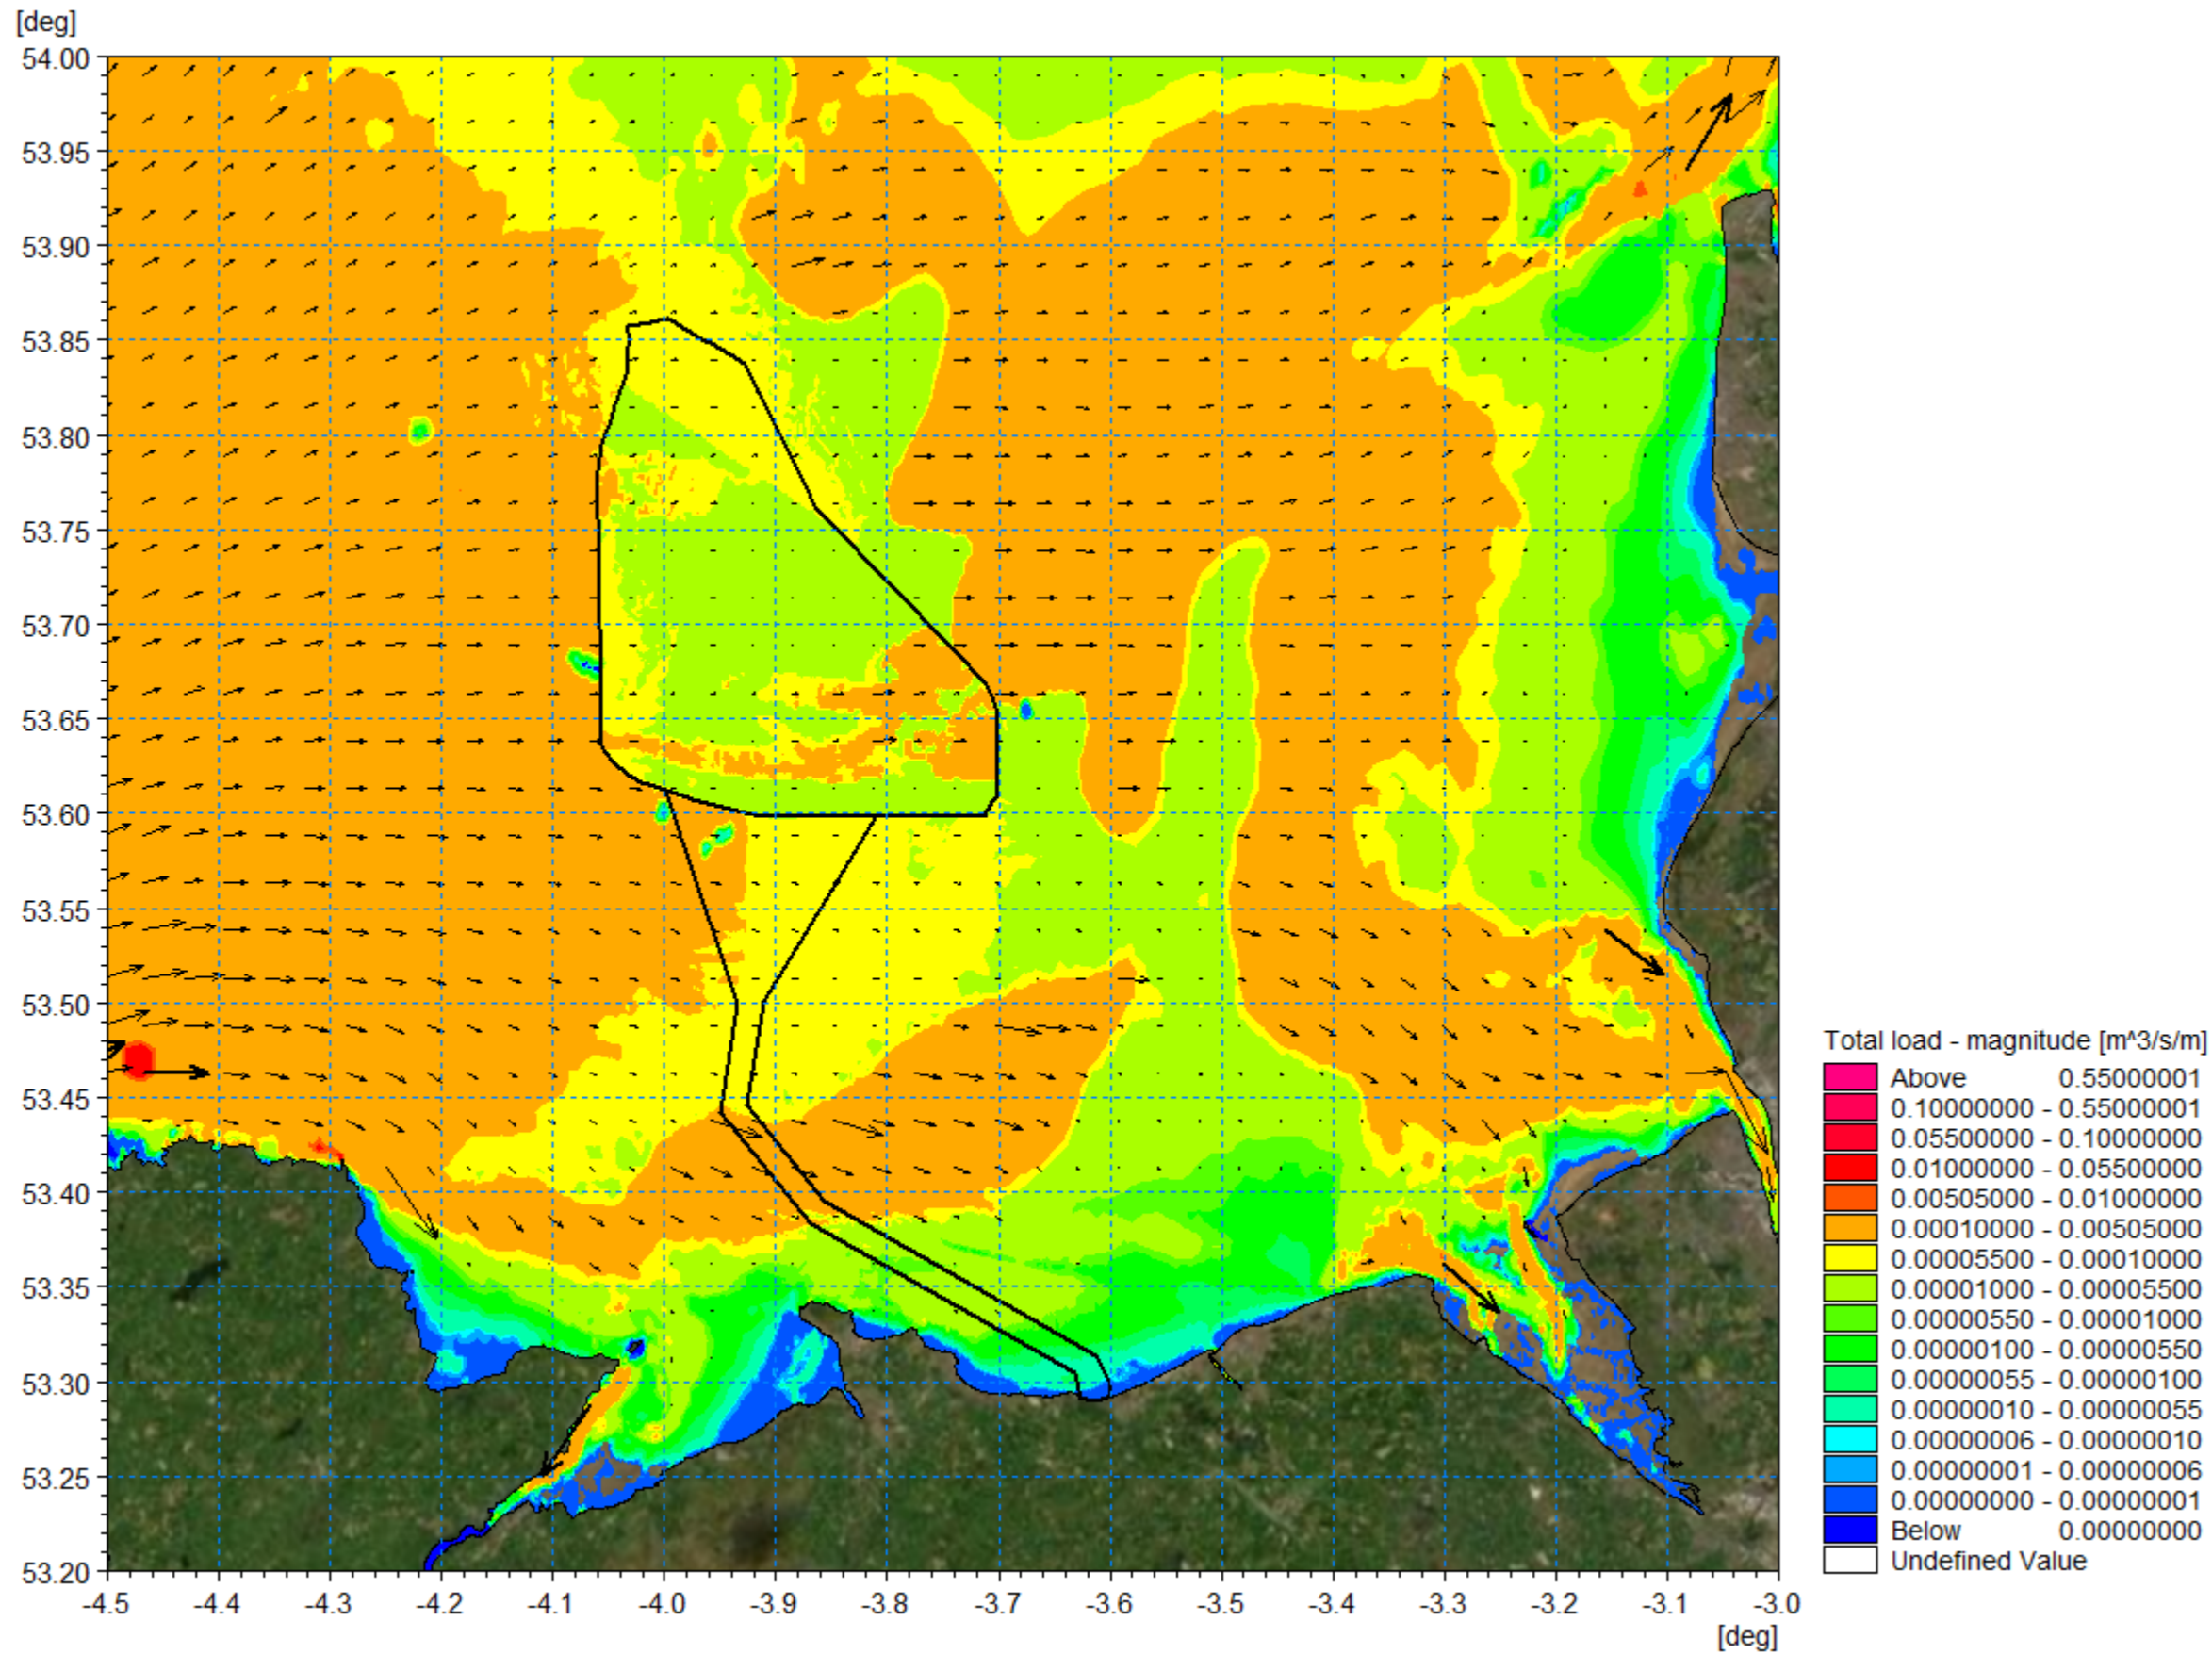 [deg]
54.00
53.95
53.90
53.85
53.80
53.75
53.70
53.65
53.60
53.55
53.50
53.45
53.40
53.35
53.30
53.25
53.20
-4.5 -4.4 -4.3 -4.2 -4.1 -4.0 -3.9 -3.8 -3.7 -3.6 -3.5 -3.4 -3.3 -3.2 -3.1 -3.0
[deg]
Total load - magnitude [m^3/s/m]
Above 0.55000001
0.10000000 - 0.55000001
0.05500000 - 0.10000000
0.01000000 - 0.05500000
0.00505000 - 0.01000000
0.00010000 - 0.00505000
0.00005500 - 0.00010000
0.00001000 - 0.00005500
0.00000550 - 0.00001000
0.00000100 - 0.00000550
0.00000055 - 0.00000100
0.00000010 - 0.00000055
0.00000006 - 0.00000010
0.00000001 - 0.00000006
0.00000000 - 0.00000001
Below 0.00000000
Undefined Value